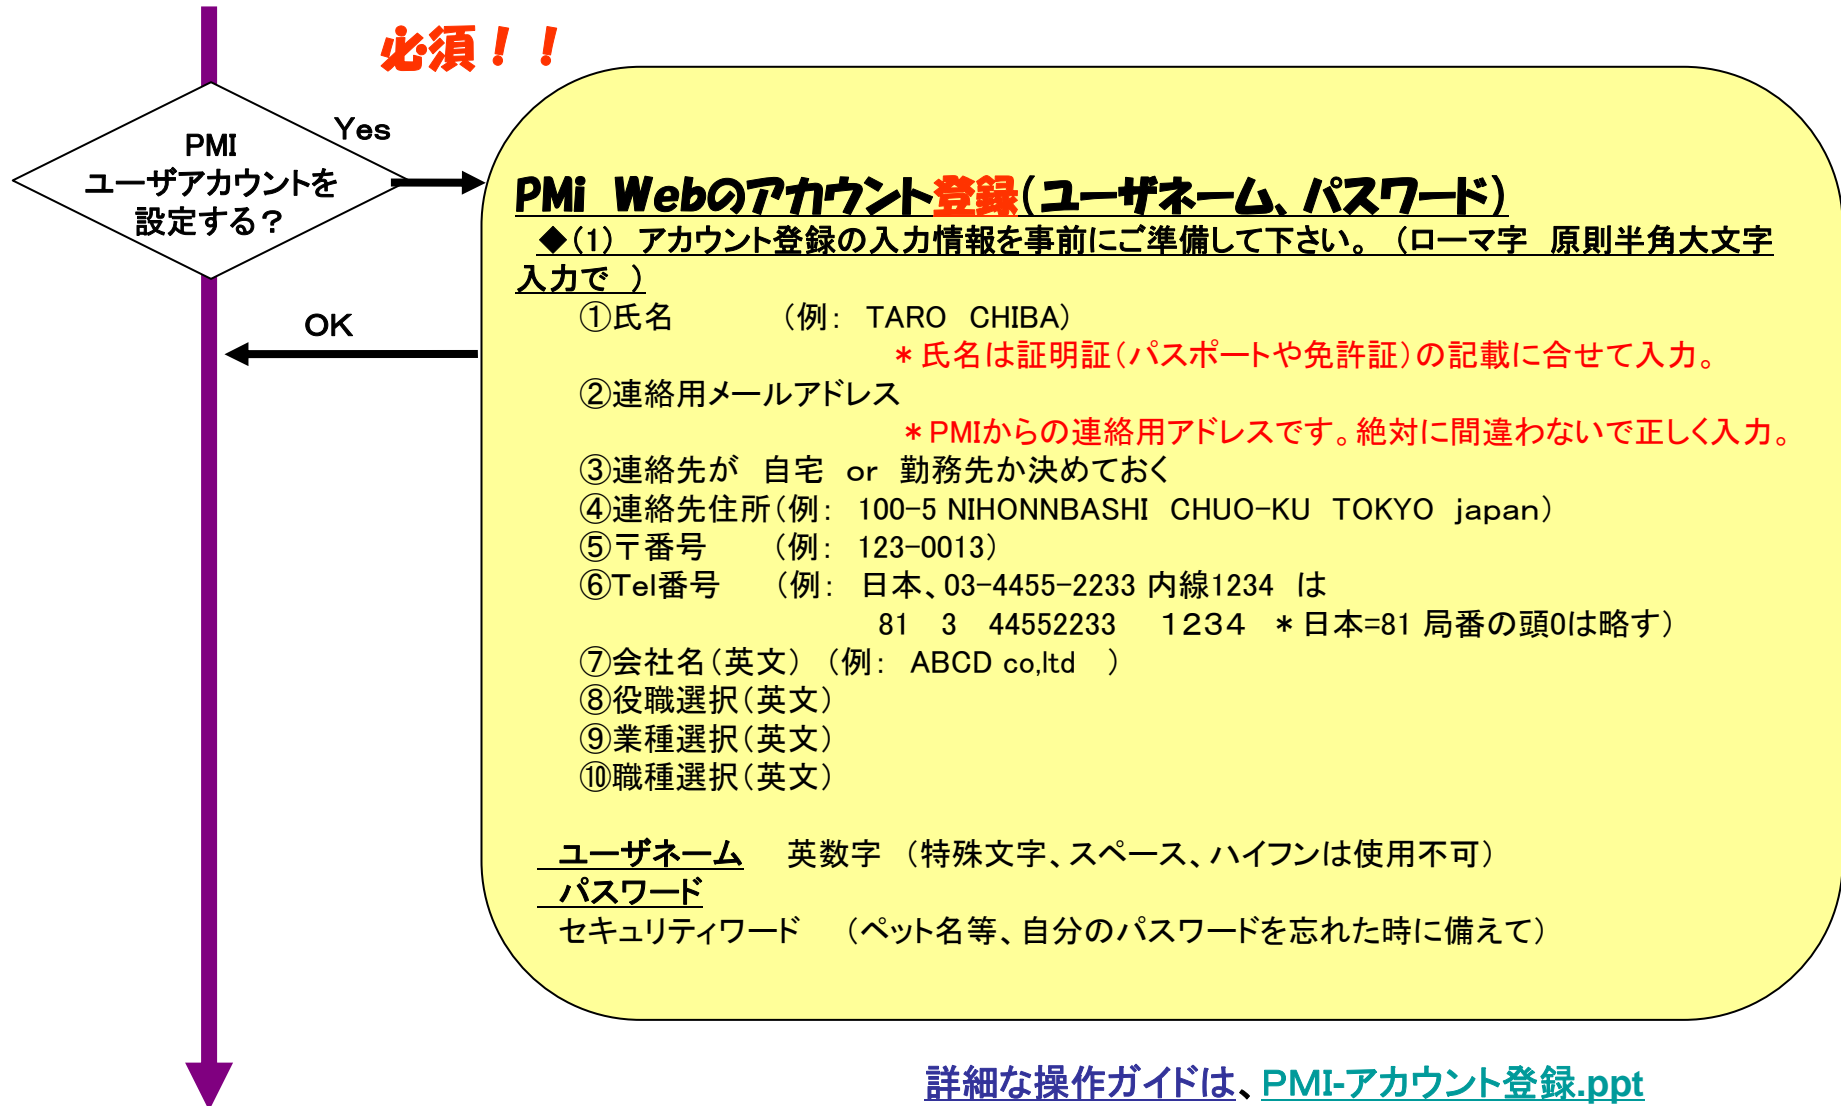 必須！！
PMI
ユーザアカウントを
設定する？
Yes
OK
PMi　Webのアカウント登録（ユーザネーム、パスワード）
◆（1）　アカウント登録の入力情報を事前にご準備して下さい。　（ローマ字　原則半角大文字
入力で　）
①氏名　　　　（例：　TARO　CHIBA）
＊氏名は証明証（パスポートや免許証）の記載に合せて入力。
②連絡用メールアドレス
＊PMIからの連絡用アドレスです。絶対に間違わないで正しく入力。
③連絡先が　自宅　or　勤務先か決めておく
④連絡先住所（例：　100-5 NIHONNBASHI　CHUO-KU　TOKYO　japan）
⑤〒番号　　（例：　123-0013）
⑥Tel番号　　（例：　日本、03-4455-2233 内線1234　は
81　3　44552233　　１２３４　＊日本=81 局番の頭0は略す）
⑦会社名（英文）　（例：　ABCD co,ltd　）
⑧役職選択（英文）
⑨業種選択（英文）
⑩職種選択（英文）
ユーザネーム　　英数字　（特殊文字、スペース、ハイフンは使用不可）
パスワード
セキュリティワード　　（ペット名等、自分のパスワードを忘れた時に備えて）
詳細な操作ガイドは、PMI-アカウント登録.ppt